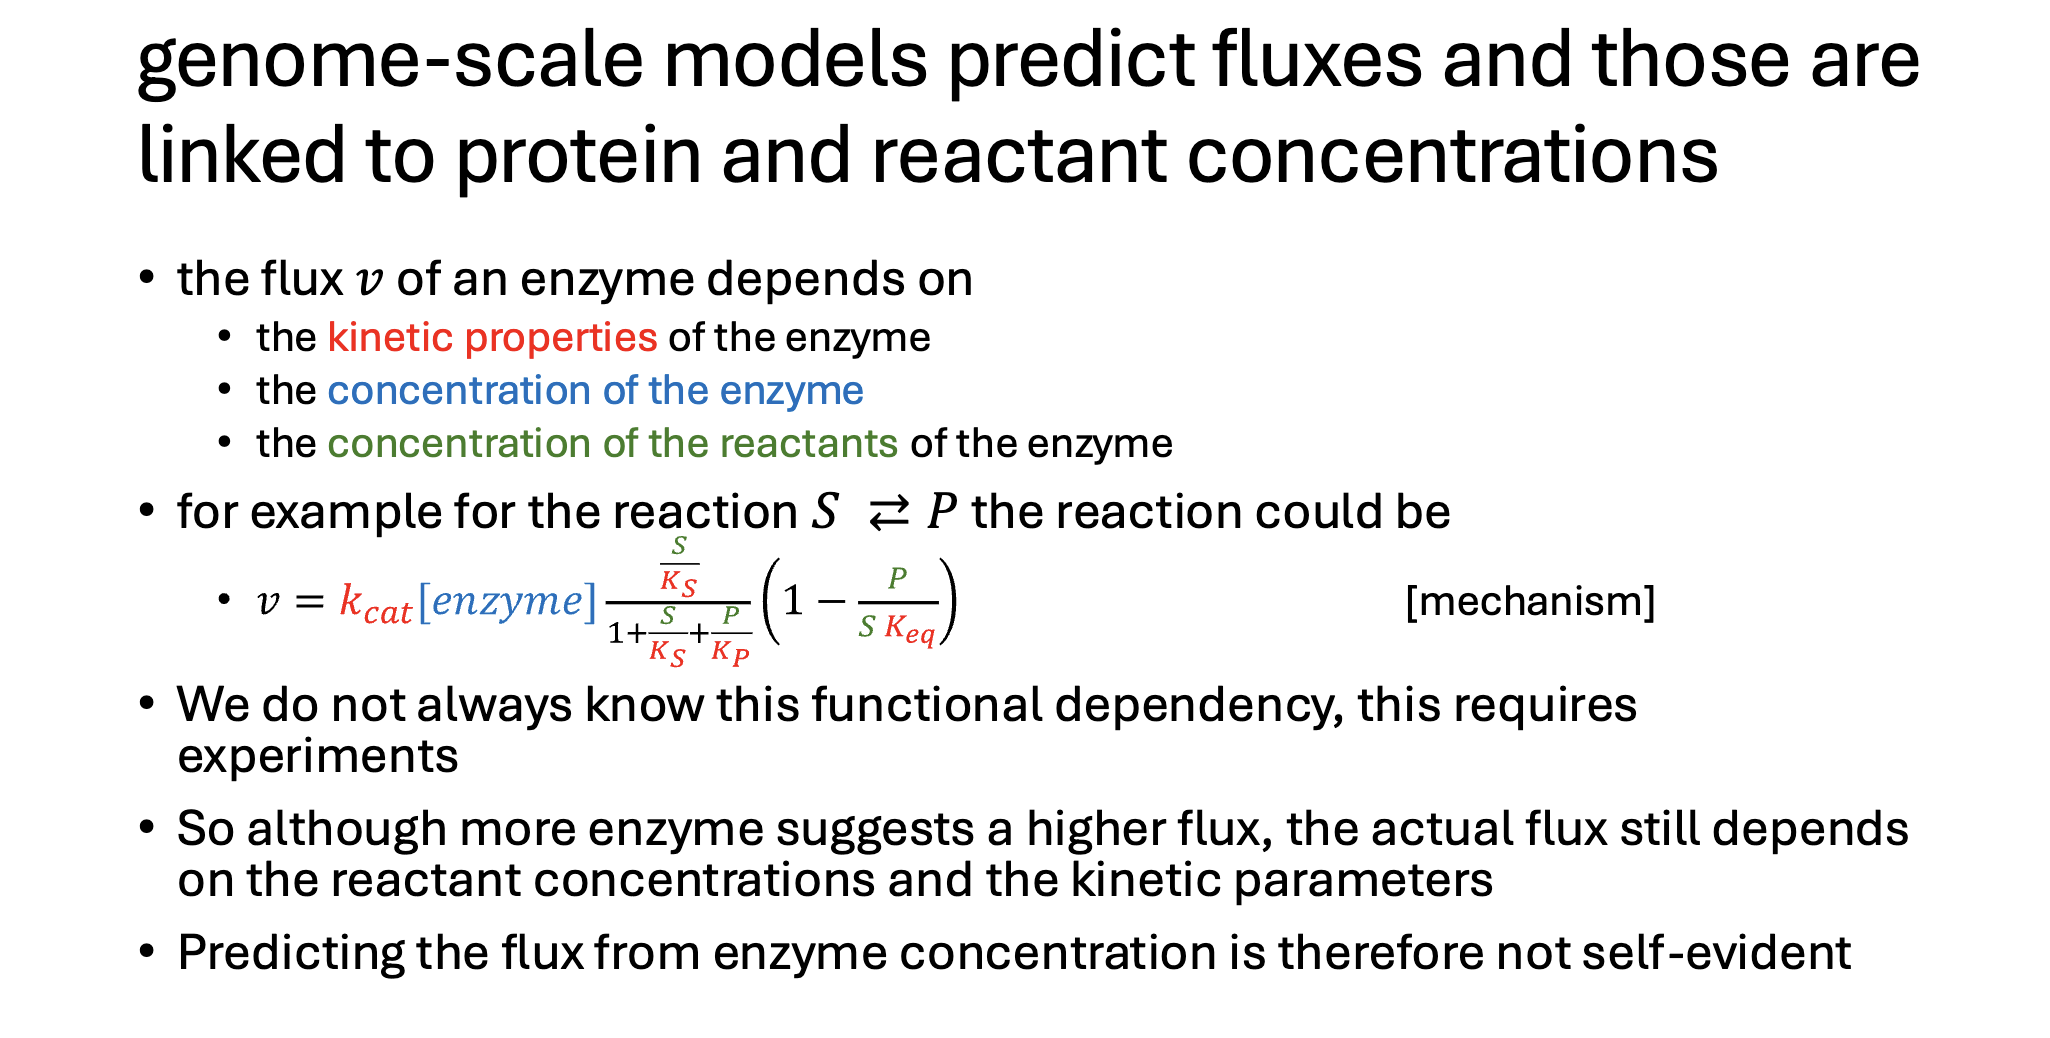 genome-scale models predict fluxes and those are
linked to protein and reactant concentrations
• the flux 𝑣 of an enzyme depends on
• the kinetic properties of the enzyme
• the concentration of the enzyme
• the concentration of the reactants of the enzyme
• for example for the reaction 𝑆 ⇄ 𝑃 the reaction could be
• $v = k_{cat}[enzyme]\frac{\frac{S}{K_S}}{1+\frac{S}{K_S}+\frac{P}{K_P}}\left(1-\frac{P}{S\,K_{eq}}\right)$ [mechanism]
• We do not always know this functional dependency, this requires
experiments
• So although more enzyme suggests a higher flux, the actual flux still depends
on the reactant concentrations and the kinetic parameters
• Predicting the flux from enzyme concentration is therefore not self-evident